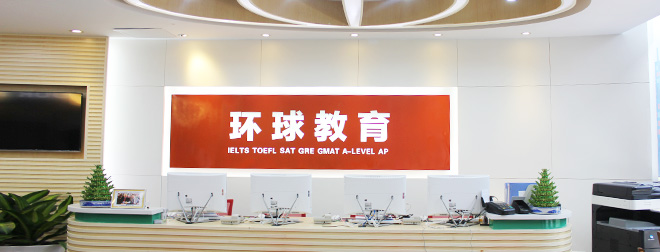 环球教育
IELTS TOEFL SAT GRE GMAT A-LEVEL AP